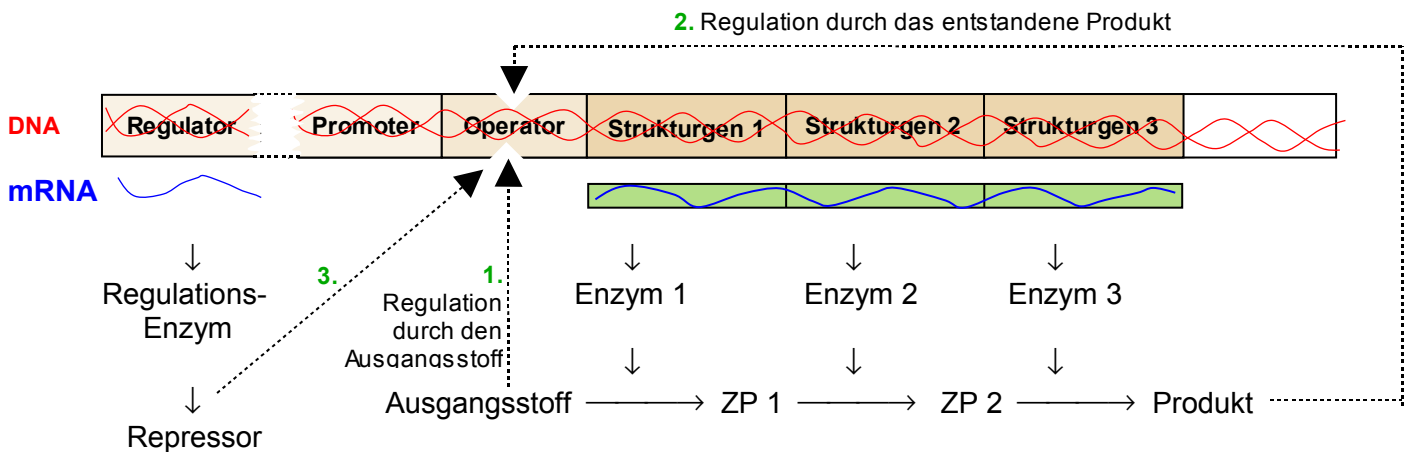 2. Regulation durch das entstandene Produkt
DNA
Regulator
Promoter
Operator
Strukturgen 1
Strukturgen 2
Strukturgen 3
mRNA
3.
1.
Regulation
durch den
Ausgangsstoff
↓
Regulations-
Enzym
↓
Repressor
↓ ↓ ↓
Enzym 1
Enzym 2
Enzym 3
↓ ↓ ↓
Ausgangsstoff ⟶ ZP 1 ⟶ ZP 2 ⟶ Produkt